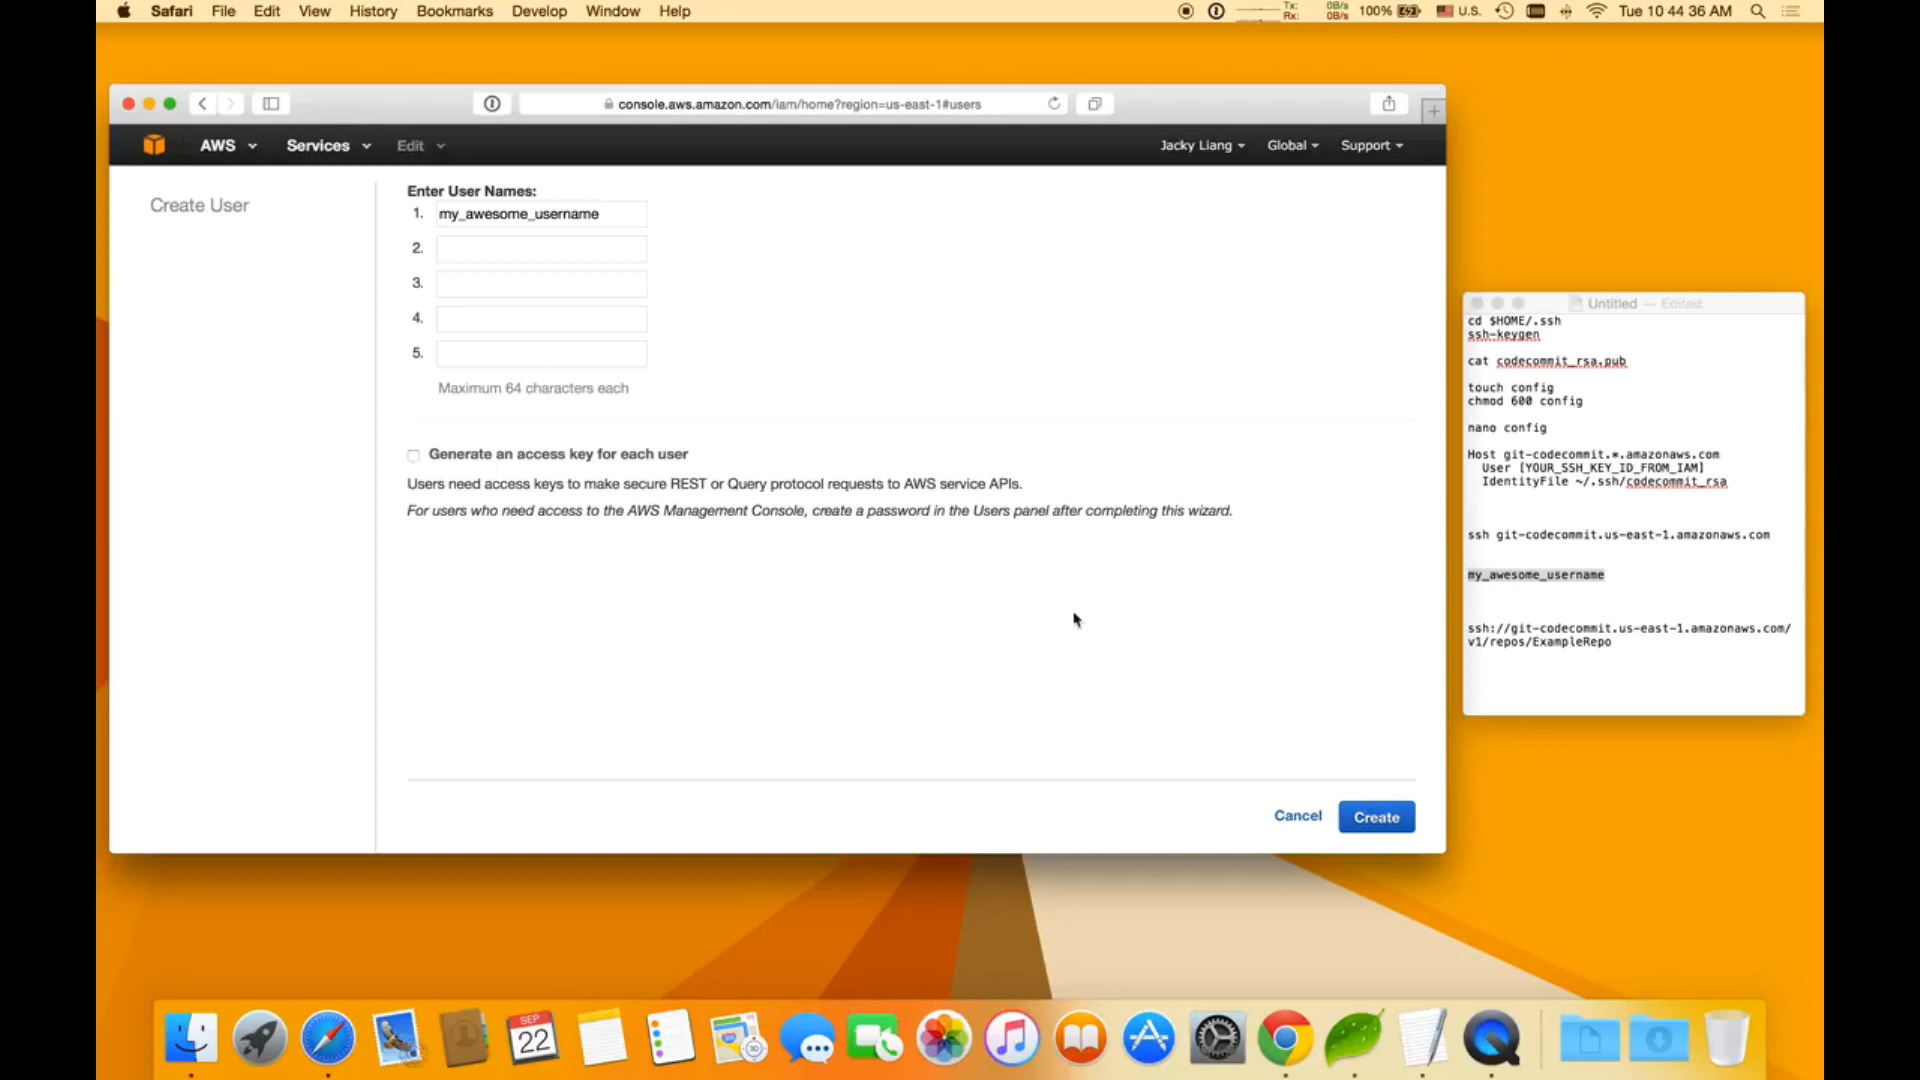 Safari File Edit View History Bookmarks Develop Window Help
Tx: 0B/s
Rx: 0B/s
100% U.S. Tue 10 44 36 AM
console.aws.amazon.com/iam/home?region=us-east-1#users
AWS Services Edit Jacky Liang Global Support
Create User
Enter User Names:
1. my_awesome_username
2.
3.
4.
5.
Maximum 64 characters each
Generate an access key for each user
Users need access keys to make secure REST or Query protocol requests to AWS service APIs.
For users who need access to the AWS Management Console, create a password in the Users panel after completing this wizard.
Cancel Create
Untitled — Edited
cd $HOME/.ssh
ssh-keygen
cat codecommit_rsa.pub
touch config
chmod 600 config
nano config
Host git-codecommit.*.amazonaws.com
User [YOUR_SSH_KEY_ID_FROM_IAM]
IdentityFile ~/.ssh/codecommit_rsa
ssh git-codecommit.us-east-1.amazonaws.com
my_awesome_username
ssh://git-codecommit.us-east-1.amazonaws.com/
v1/repos/ExampleRepo
SEP
22
3D